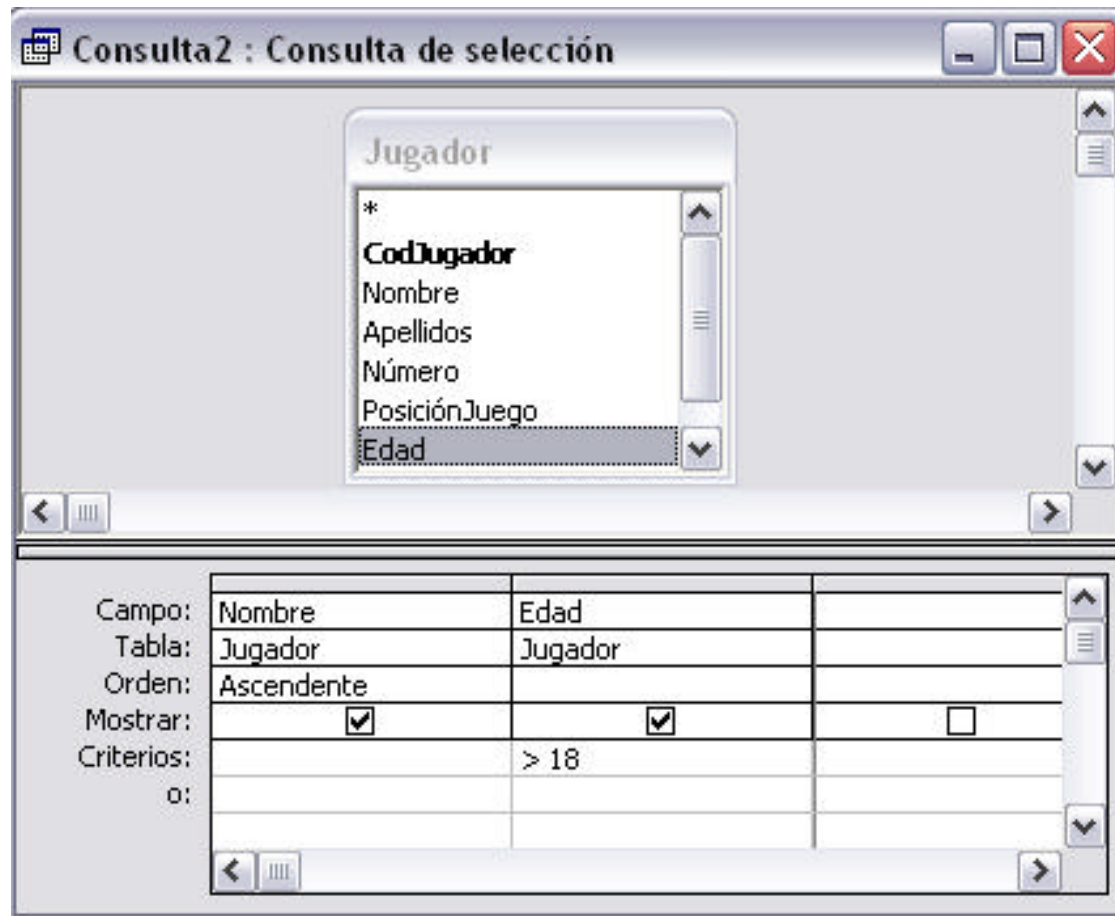 Consulta2 : Consulta de selección
Jugador
*
CodJugador
Nombre
Apellidos
Número
PosiciónJuego
Edad
Campo: Nombre Edad
Tabla: Jugador Jugador
Orden: Ascendente
Mostrar:
Criterios: > 18
o: